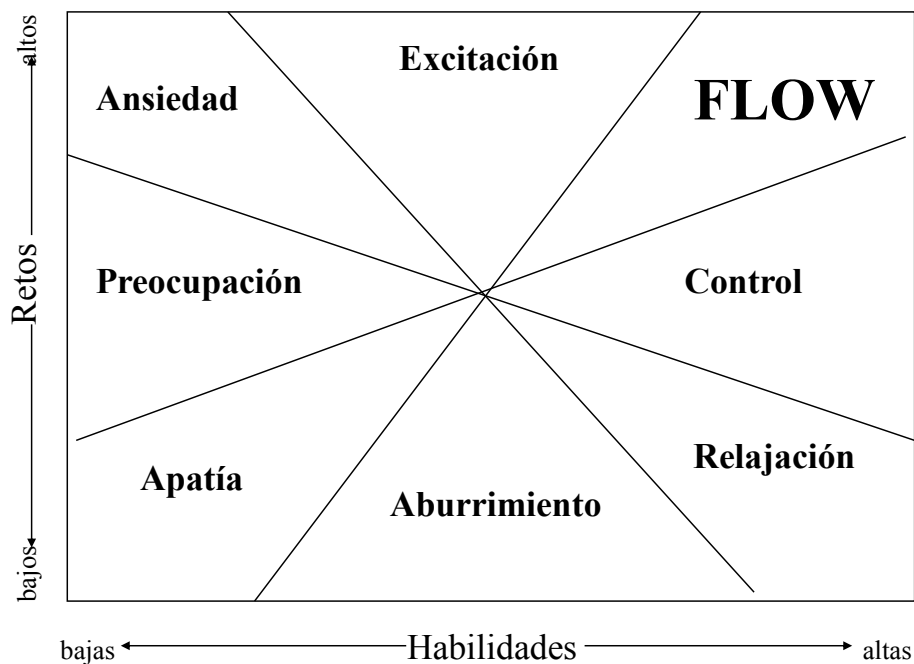 altos
Excitación
Ansiedad
FLOW
Retos
Preocupación
Control
Apatía
Relajación
Aburrimiento
bajos
bajas
Habilidades
altas